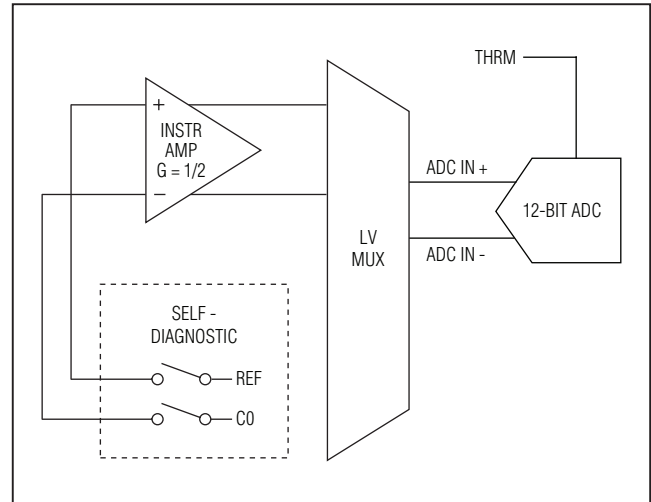 THRM
+
INSTR
AMP
G = 1/2
–
ADC IN +
12-BIT ADC
LV
MUX
ADC IN -
SELF -
DIAGNOSTIC
REF
C0